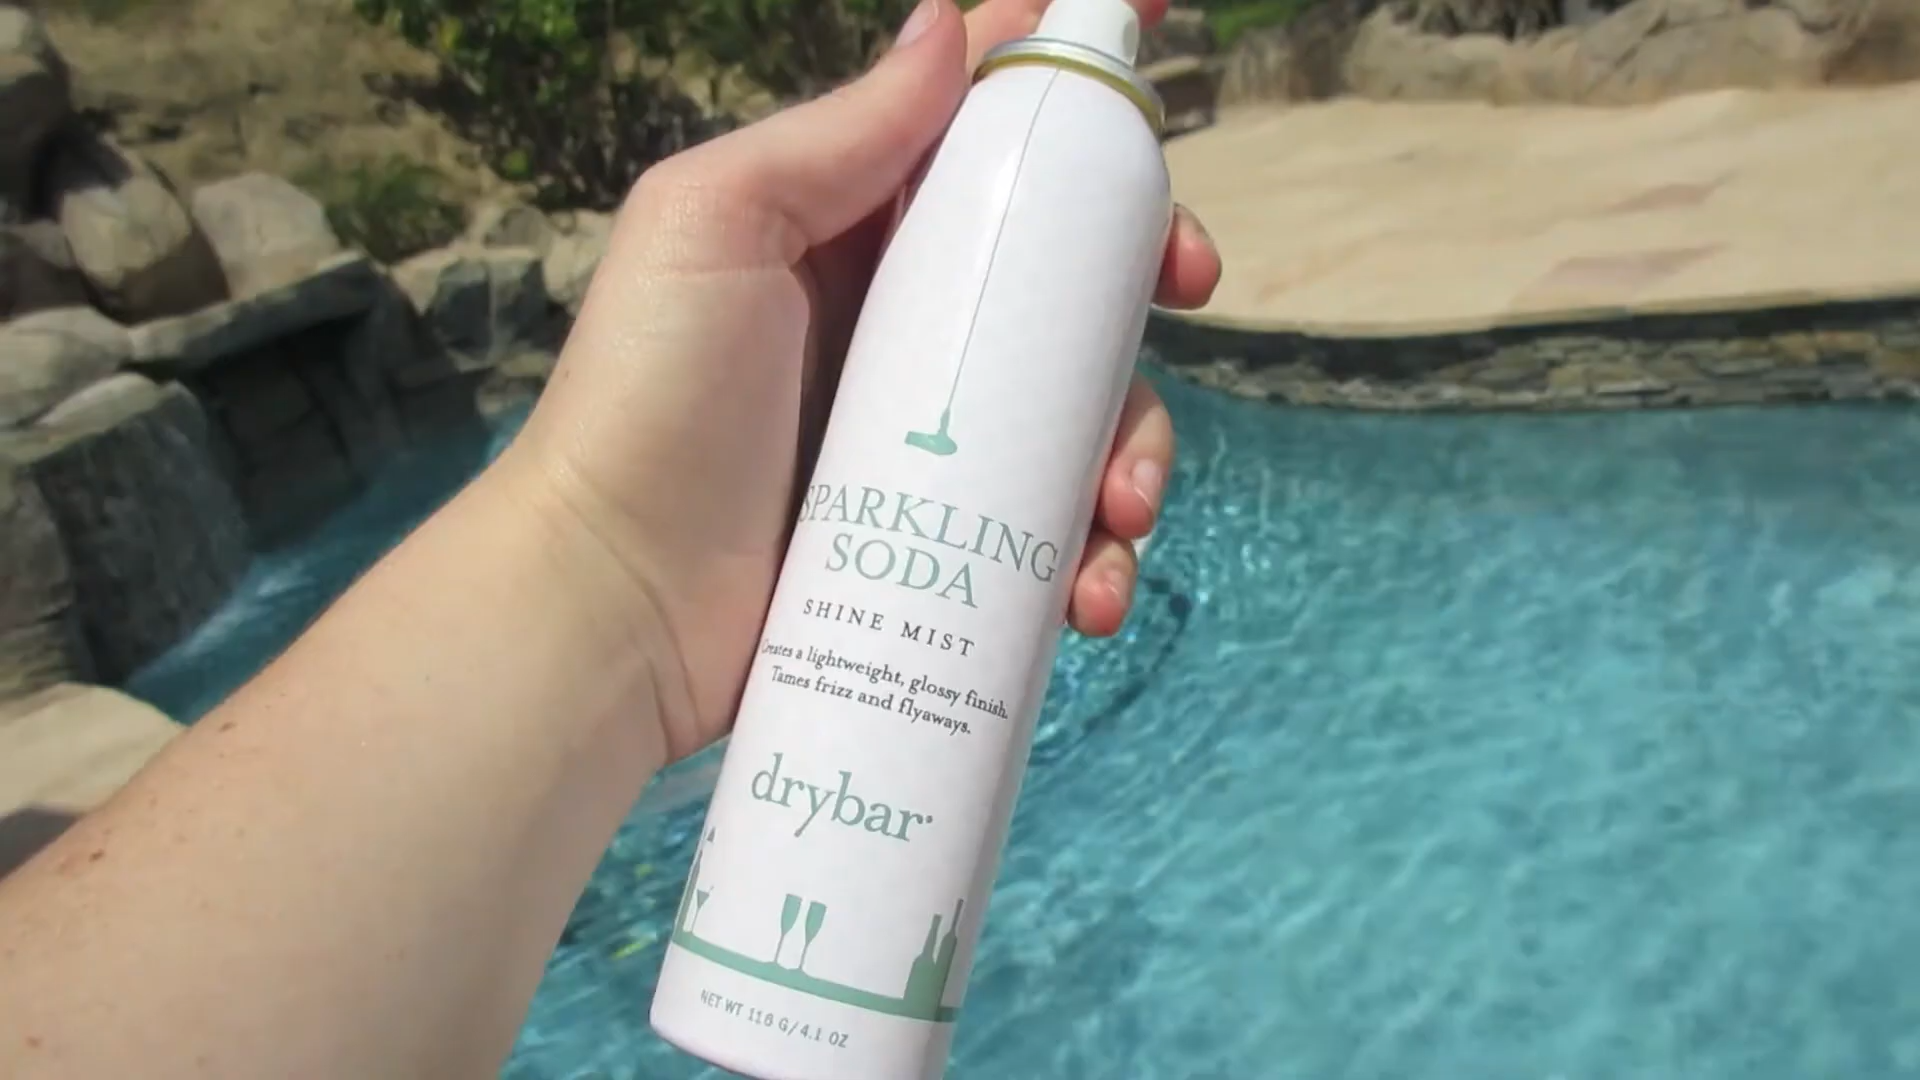 SPARKLING
SODA
SHINE MIST
Creates a lightweight, glossy finish.
Tames frizz and flyaways.
drybar
NET WT 116 G/4.1 OZ